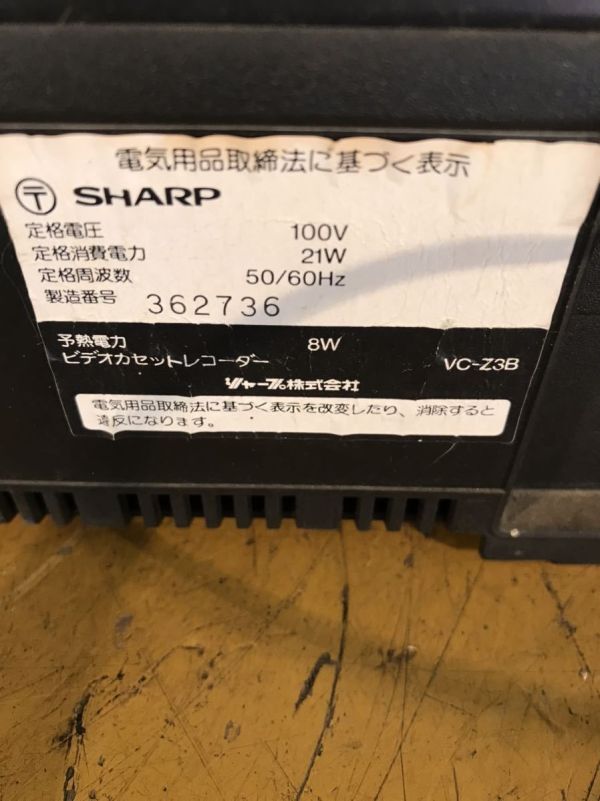 電気用品取締法に基づく表示
〒 SHARP
定格電圧 100V
定格消費電力 21W
定格周波数 50/60Hz
製造番号 362736
予熱電力 8W
ビデオカセットレコーダー VC-Z3B
シャープ株式会社
電気用品取締法に基づく表示を改変したり、消除すると
違反になります。